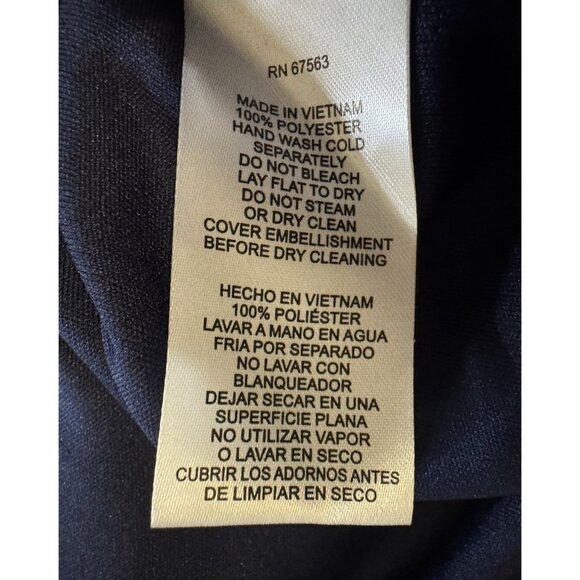 RN 67563
MADE IN VIETNAM
100% POLYESTER
HAND WASH COLD
SEPARATELY
DO NOT BLEACH
LAY FLAT TO DRY
DO NOT STEAM
OR DRY CLEAN
COVER EMBELLISHMENT
BEFORE DRY CLEANING
HECHO EN VIETNAM
100% POLIÉSTER
LAVAR A MANO EN AGUA
FRIA POR SEPARADO
NO LAVAR CON
BLANQUEADOR
DEJAR SECAR EN UNA
SUPERFICIE PLANA
NO UTILIZAR VAPOR
O LAVAR EN SECO
CUBRIR LOS ADORNOS ANTES
DE LIMPIAR EN SECO